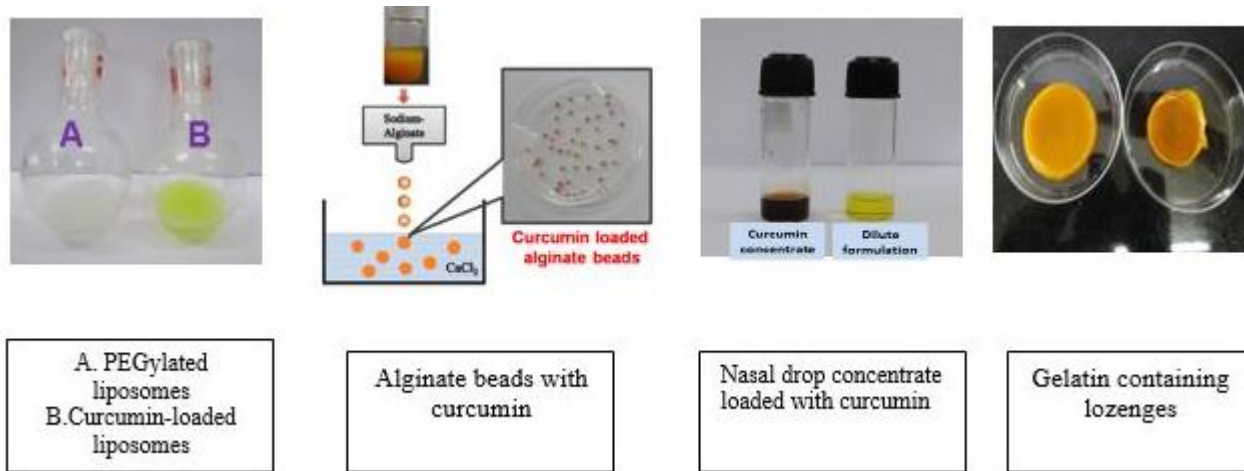 A
B
Sodium-
Alginate
CaCl₂
Curcumin loaded
alginate beads
Curcumin
concentrate
Dilute
formulation
A. PEGylated
liposomes
B.Curcumin-loaded
liposomes
Alginate beads with
curcumin
Nasal drop concentrate
loaded with curcumin
Gelatin containing
lozenges